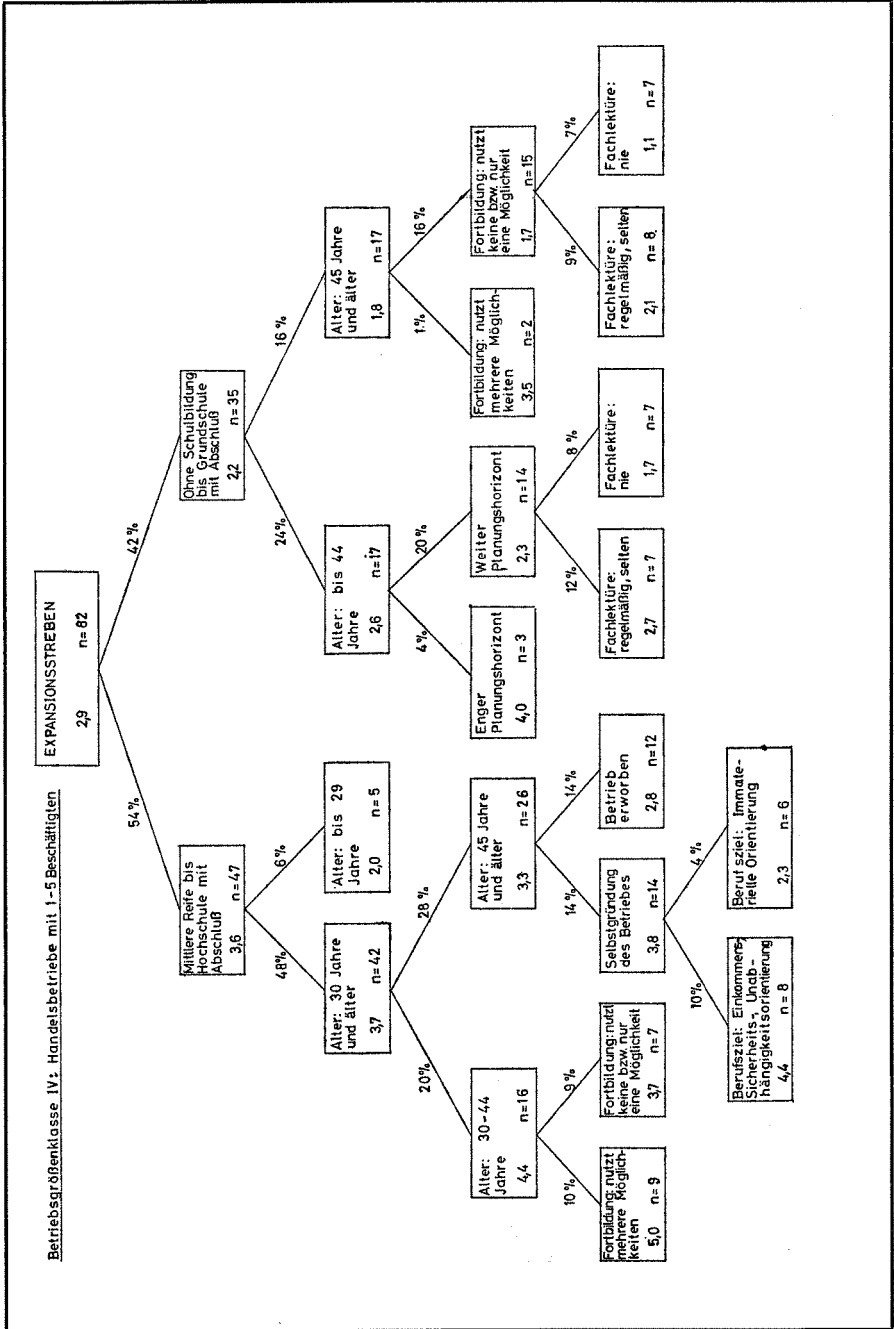 Betriebsgrößenklasse IV: Handelsbetriebe mit 1-5 Beschäftigten
EXPANSIONSSTREBEN
2,9 n= 82
54%
42%
Mittlere Reife bis
Hochschule mit
Abschluß
3,6 n=47
Ohne Schulbildung
bis Grundschule
mit Abschluß
2,2 n=35
48%
6%
24%
16%
Alter: 30 Jahre
und älter
3,7 n=42
Alter: bis 29
Jahre
2,0 n=5
Alter: bis 44
Jahre
2,6 n=17
Alter: 45 Jahre
und älter
1,8 n=17
20%
28%
4%
20%
1%
16%
Alter: 30-44
Jahre
4,4 n=16
Alter: 45 Jahre
und älter
3,3 n=26
Enger
Planungshorizont
4,0 n=3
Weiter
Planungshorizont
2,3 n=14
Fortbildung: nutzt
mehrere Möglich-
keiten
3,5 n=2
Fortbildung: nutzt
keine bzw. nur
eine Möglichkeit
1,7 n=15
10%
9%
14%
14%
12%
8%
9%
7%
Fortbildung: nutzt
mehrere Möglich-
keiten
5,0 n=9
Fortbildung: nutzt
keine bzw. nur
eine Möglichkeit
3,7 n=7
Selbstgründung
des Betriebes
3,8 n=14
Betrieb
erworben
2,8 n=12
Fachlektüre:
regelmäßig, selten
2,7 n=7
Fachlektüre:
nie
1,7 n=7
Fachlektüre:
regelmäßig, selten
2,1 n=8
Fachlektüre:
nie
1,1 n=7
10%
4%
Berufsziel: Einkommens-
Sicherheits-, Unab-
hängigkeitsorientierung
4,4 n=8
Berufsziel: Immate-
rielle Orientierung
2,3 n=6